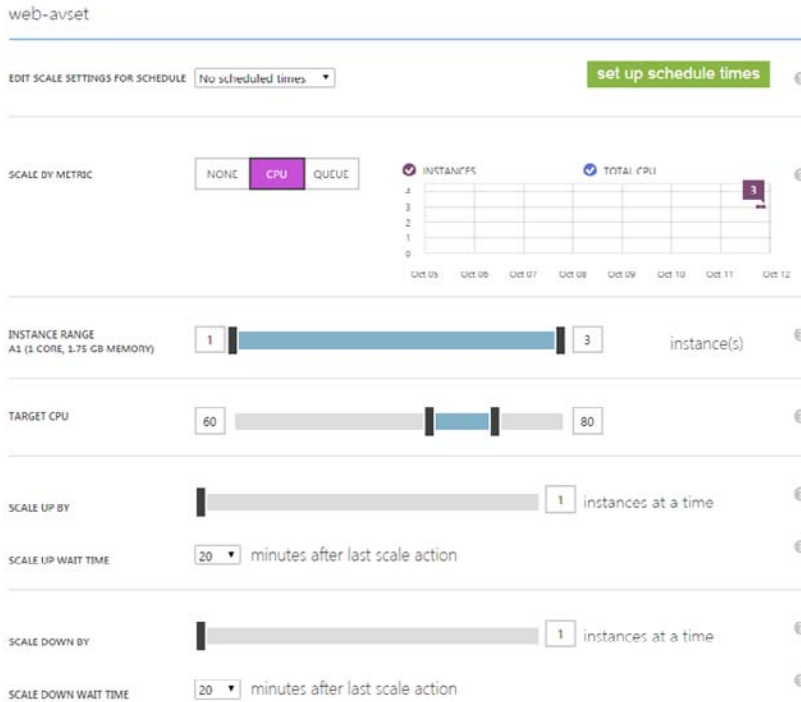 web-avset
EDIT SCALE SETTINGS FOR SCHEDULE No scheduled times set up schedule times
SCALE BY METRIC NONE CPU QUEUE INSTANCES TOTAL CPU
4
3
3
2
1
0
Oct 05 Oct 06 Oct 07 Oct 08 Oct 09 Oct 10 Oct 11 Oct 12
INSTANCE RANGE
A1 (1 CORE, 1.75 GB MEMORY) 1 3 instance(s)
TARGET CPU 60 80
SCALE UP BY 1 instances at a time
SCALE UP WAIT TIME 20 minutes after last scale action
SCALE DOWN BY 1 instances at a time
SCALE DOWN WAIT TIME 20 minutes after last scale action